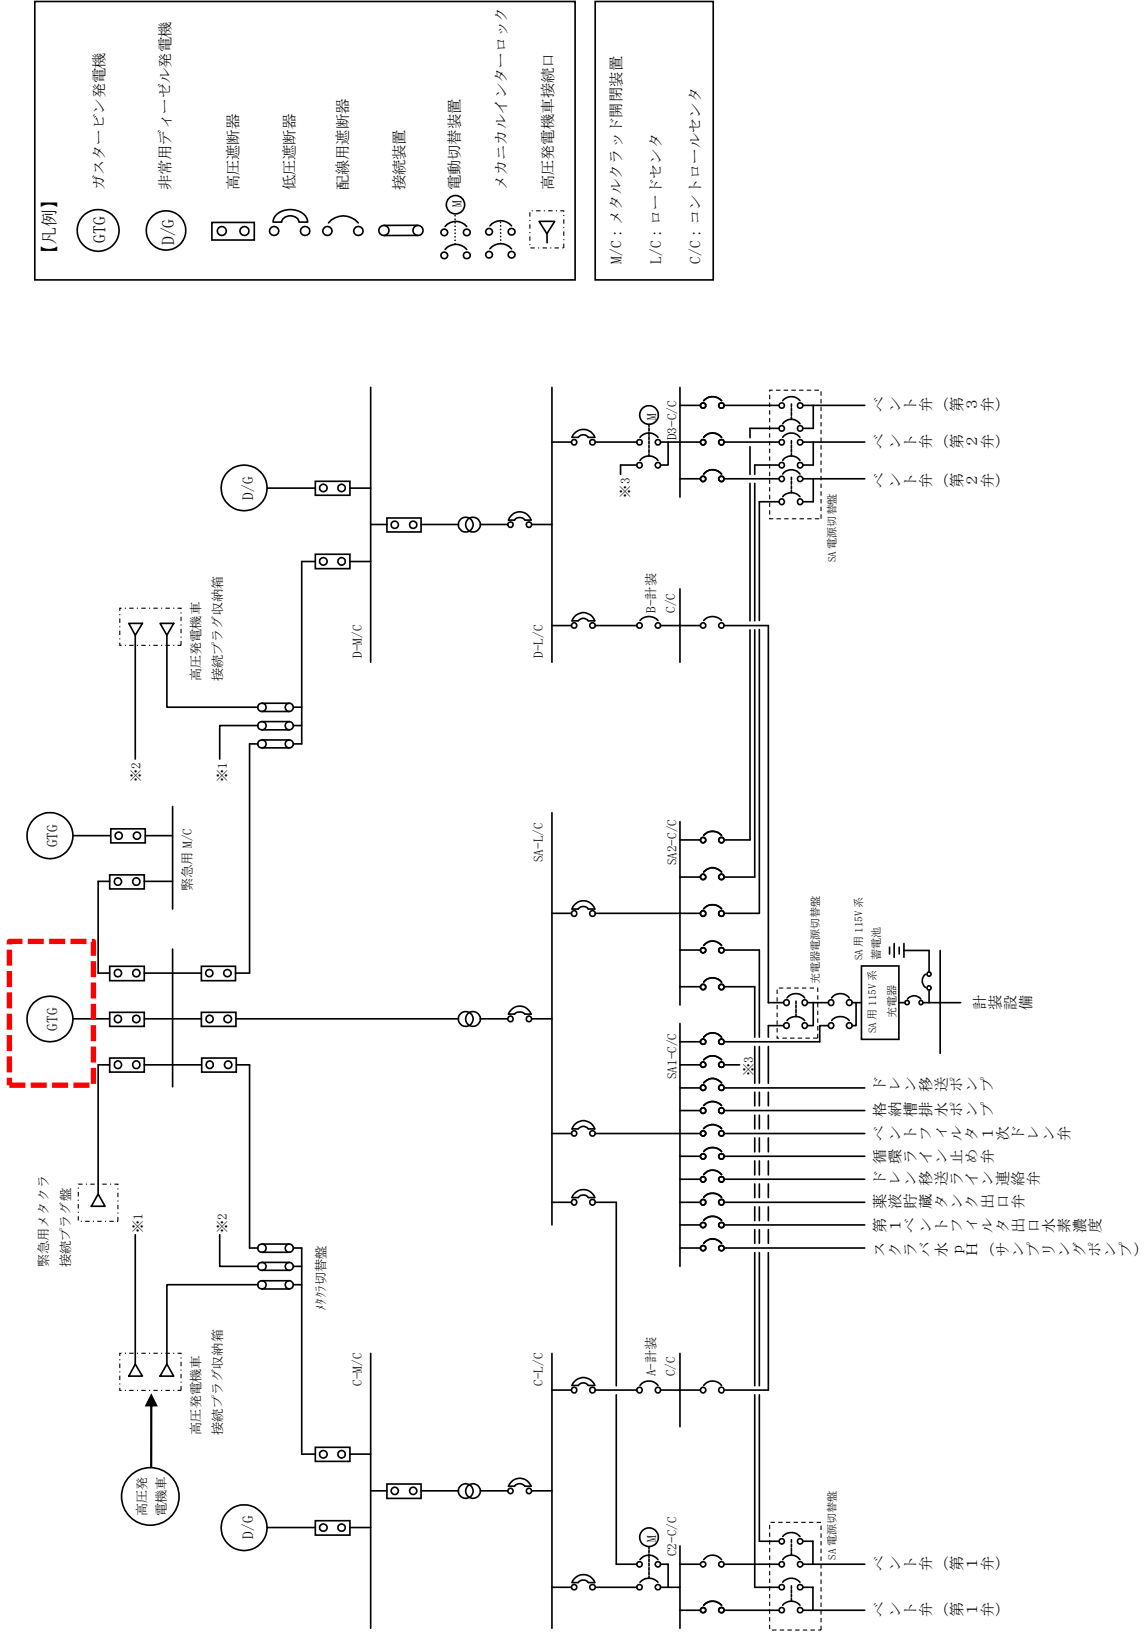 【凡例】
GTG
ガスタービン発電機
D/G
非常用ディーゼル発電機
高圧遮断器
低圧遮断器
配線用遮断器
接続装置
M
電動切替装置
メカニカルインターロック
高圧発電機車接続口
M/C : メタルクラッド開閉装置
L/C : ロードセンタ
C/C : コントロールセンタ
高圧発
電機車
高圧発電機車
接続プラグ収納箱
※1
緊急用メタクラ
接続プラグ盤
※2
メタクラ切替盤
GTG
GTG
緊急用 M/C
※2
※1
高圧発電機車
接続プラグ収納箱
D/G
D/G
C-M/C
D-M/C
C-L/C
SA-L/C
D-L/C
M
C2-C/C
A-計装
C/C
SA1-C/C
※3
SA2-C/C
B-計装
C/C
※3
M
D3-C/C
SA 電源切替盤
充電器電源切替盤
SA 用 115V 系
蓄電池
SA 用 115V 系
充電器
SA 電源切替盤
ベント弁 (第1弁)
ベント弁 (第1弁)
スクラバ水 pH (サンプリングポンプ)
第1ベントフィルタ出口水素濃度
薬液貯蔵タンク出口弁
ドレン移送ライン連絡弁
循環ライン止め弁
ベントフィルタ1次ドレン弁
格納槽排水ポンプ
ドレン移送ポンプ
計装設備
ベント弁 (第2弁)
ベント弁 (第2弁)
ベント弁 (第3弁)